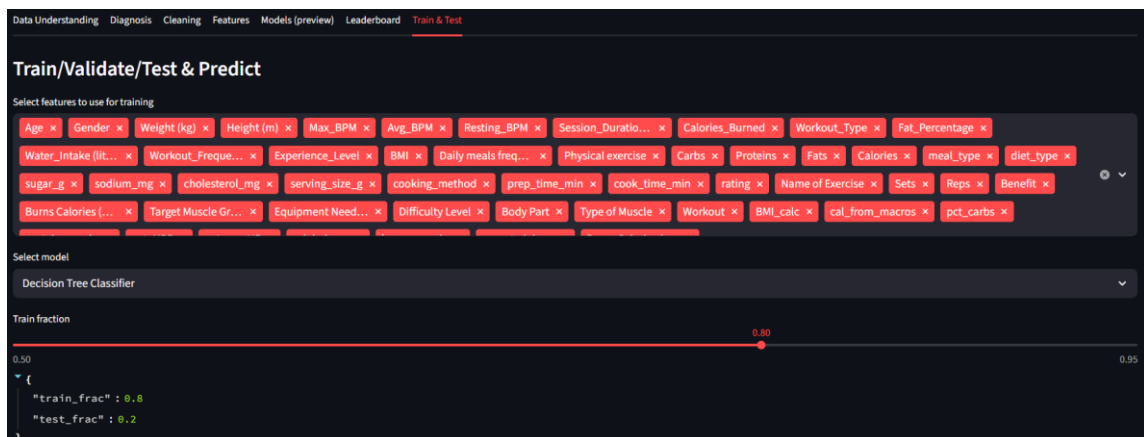 Data Understanding Diagnosis Cleaning Features Models (preview) Leaderboard Train & Test
Train/Validate/Test & Predict
Select features to use for training
Age × Gender × Weight (kg) × Height (m) × Max_BPM × Avg_BPM × Resting_BPM × Session_Duratio... × Calories_Burned × Workout_Type × Fat_Percentage ×
Water_Intake (lit... × Workout_Freque... × Experience_Level × BMI × Daily meals freq... × Physical exercise × Carbs × Proteins × Fats × Calories × meal_type × diet_type ×
sugar_g × sodium_mg × cholesterol_mg × serving_size_g × cooking_method × prep_time_min × cook_time_min × rating × Name of Exercise × Sets × Reps × Benefit ×
Burns Calories (... × Target Muscle Gr... × Equipment Need... × Difficulty Level × Body Part × Type of Muscle × Workout × BMI_calc × cal_from_macros × pct_carbs ×
Select model
Decision Tree Classifier
Train fraction
0.80
0.50 0.95
{
"train_frac" : 0.8
"test_frac" : 0.2
}